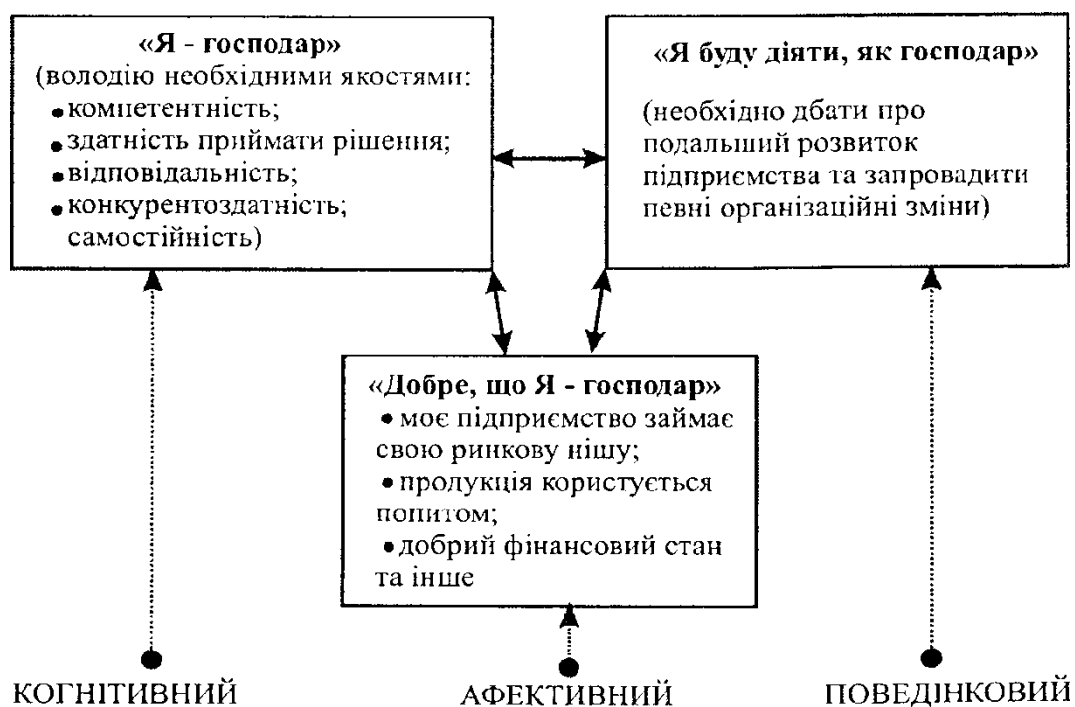 «Я - господар»
(володію необхідними якостями:
• компетентність;
• здатність приймати рішення;
• відповідальність;
• конкурентоздатність;
самостійність)
«Я буду діяти, як господар»
(необхідно дбати про
подальший розвиток
підприємства та запровадити
певні організаційні зміни)
«Добре, що Я - господар»
• моє підприємство займає
свою ринкову нішу;
• продукція користується
попитом;
• добрий фінансовий стан
та інше
КОГНІТИВНИЙ
АФЕКТИВНИЙ
ПОВЕДІНКОВИЙ